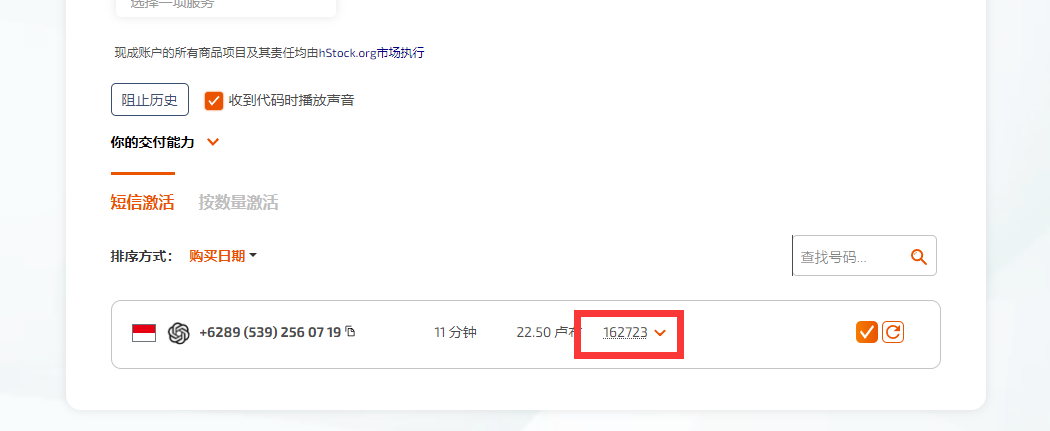 选择一项服务
现成账户的所有商品项目及其责任均由hStock.org市场执行
阻止历史 收到代码时播放声音
你的交付能力
短信激活 按数量激活
排序方式： 购买日期 查找号码...
+6289 (539) 256 07 19 11 分钟 22.50 卢布 162723